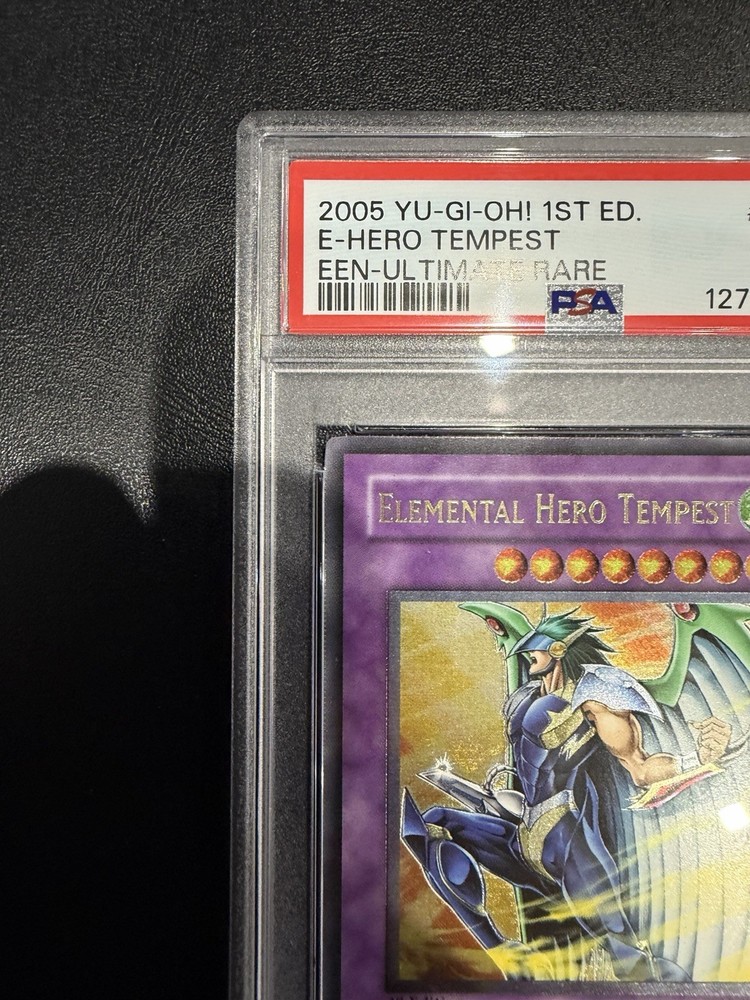 2005 YU-GI-OH! 1ST ED.
E-HERO TEMPEST
EEN-ULTIMATE RARE
PSA
127
ELEMENTAL HERO TEMPEST